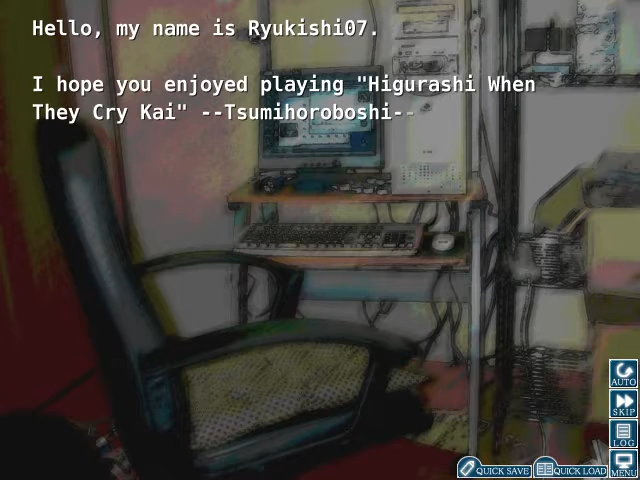 Hello, my name is Ryukishi07.
I hope you enjoyed playing "Higurashi When
They Cry Kai" --Tsumihoroboshi--
AUTO
SKIP
LOG
QUICK SAVE
QUICK LOAD
MENU